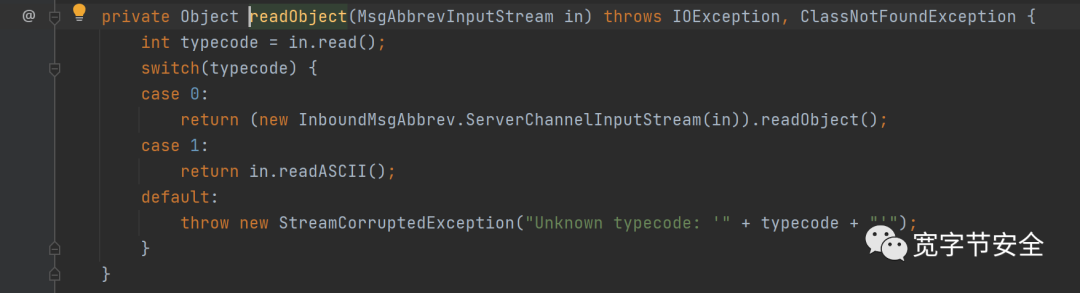 @ private Object readObject(MsgAbbrevInputStream in) throws IOException, ClassNotFoundException {
int typecode = in.read();
switch(typecode) {
case 0:
return (new InboundMsgAbbrev.ServerChannelInputStream(in)).readObject();
case 1:
return in.readASCII();
default:
throw new StreamCorruptedException("Unknown typecode: '" + typecode + "'");
}
宽字节安全
}